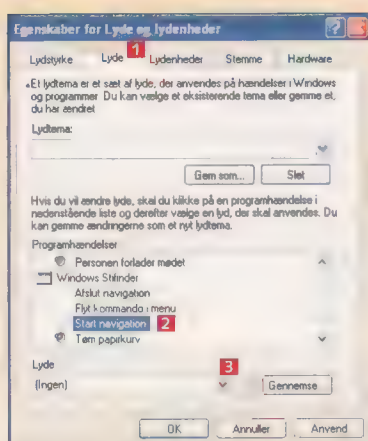 Egenskaber for Lyde og lydenheder
Lydstyrke Lyde 1 Lydenheder Stemme Hardware
Et lydtema er et sæt af lyde, der anvendes på hændelser i Windows
og programmer. Du kan vælge et eksisterende tema eller gemme et,
du har ændret
Lydtema:
Gem som... Slet
Hvis du vil ændre lyde, skal du klikke på en programhændelse i
nedenstående liste og derefter vælge en lyd, der skal anvendes. Du
kan gemme ændringerne som et nyt lydtema.
Programhændelser
Personen forlader mødet
Windows Stifinder
Afslut navigation
Flyt kommando i menu
Start navigation 2
Tøm papirkurv
Lyde 3
(Ingen) Gennemse
OK Annuller Anvend